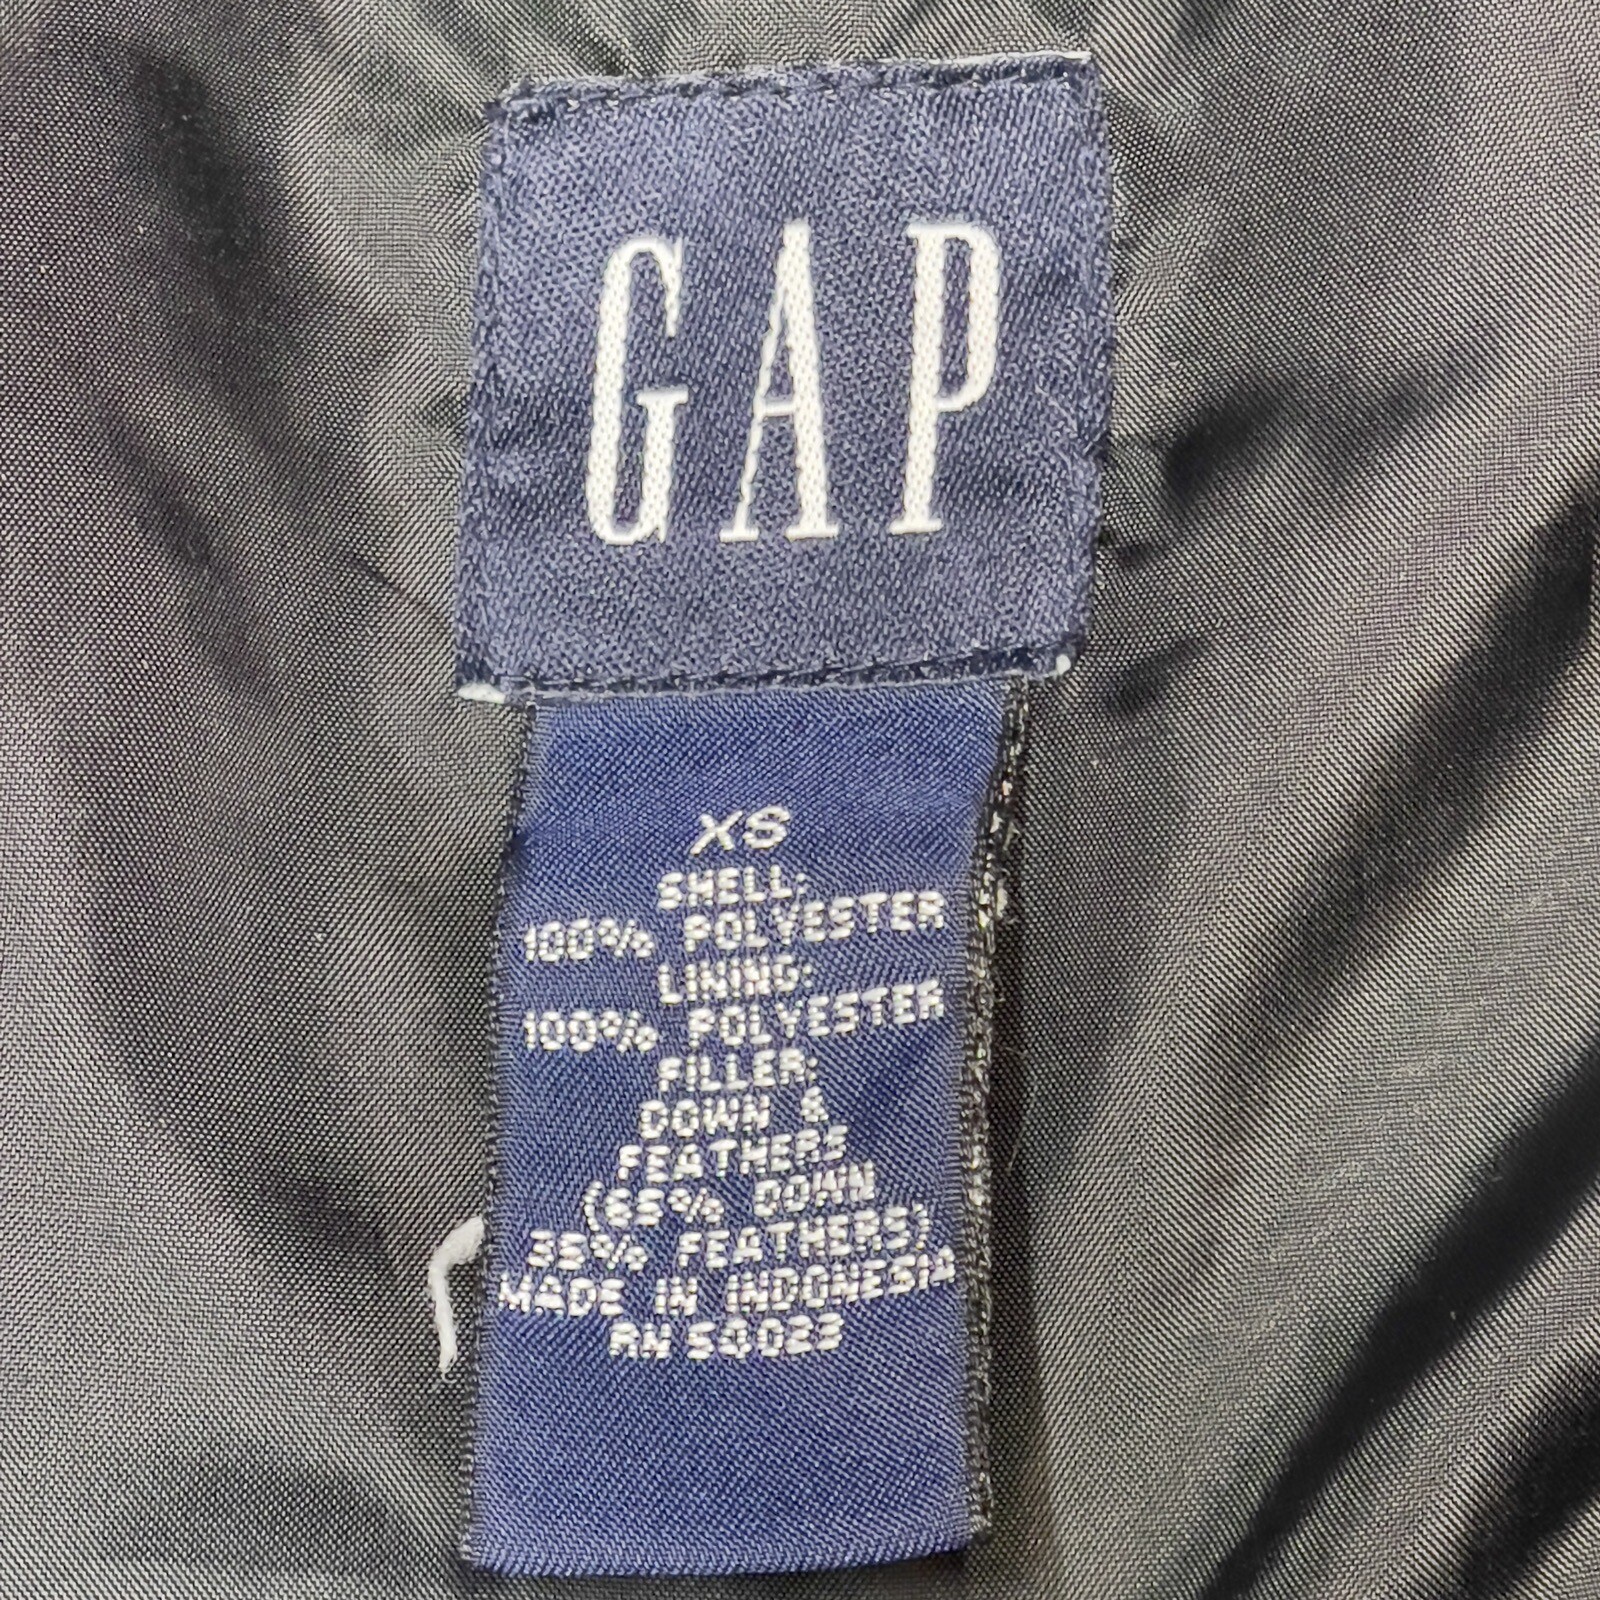 GAP
XS
SHELL:
100% POLYESTER
LINING:
100% POLYESTER
FILLER:
DOWN &
FEATHERS
(65% DOWN
35% FEATHERS)
MADE IN INDONESIA
RN 54023